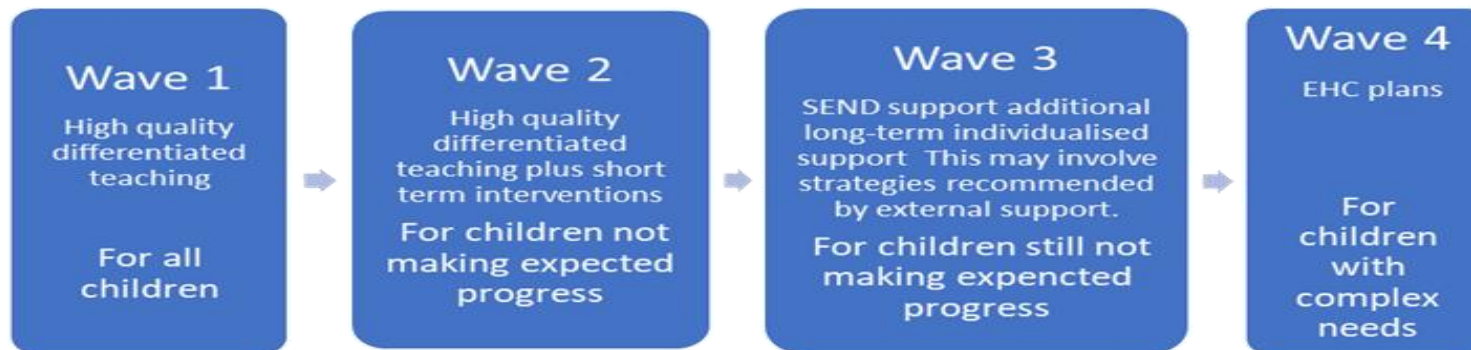 Wave 1
High quality
differentiated
teaching
For all
children
Wave 2
High quality
differentiated
teaching plus short
term interventions
For children not
making expected
progress
Wave 3
SEND support additional
long-term individualised
support  This may involve
strategies recommended
by external support.
For children still not
making expencted
progress
Wave 4
EHC plans
For
children
with
complex
needs